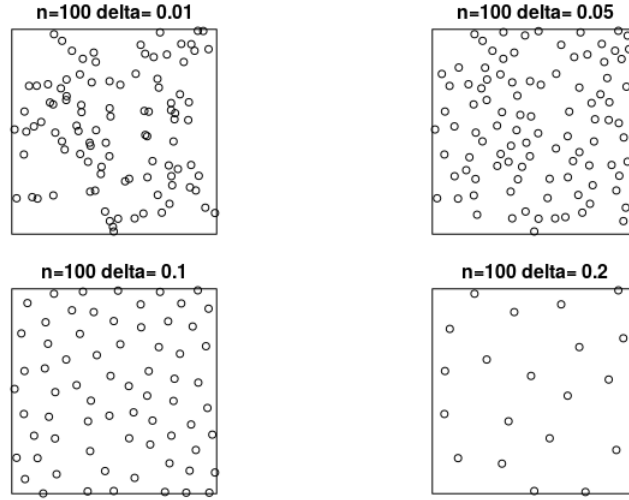 n=100 delta= 0.01
n=100 delta= 0.05
n=100 delta= 0.1
n=100 delta= 0.2